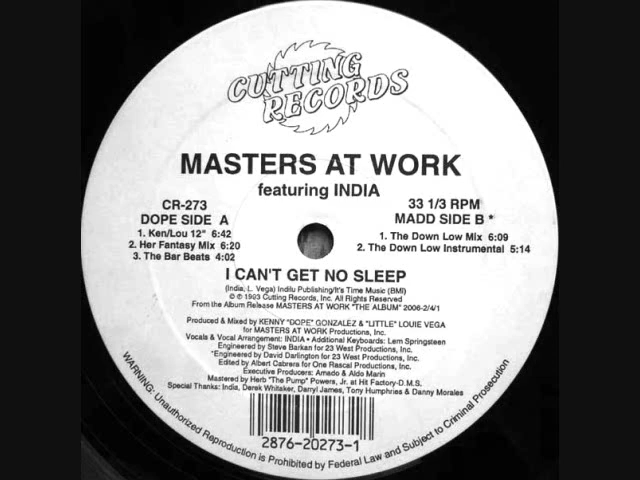 CUTTING
RECORDS
MASTERS AT WORK
featuring INDIA
CR-273
DOPE SIDE A
1. Ken/Lou 12" 6:42
2. Her Fantasy Mix 6:20
3. The Bar Beats 4:02
33 1/3 RPM
MADD SIDE B *
1. The Down Low Mix 6:09
2. The Down Low Instrumental 5:14
I CAN'T GET NO SLEEP
(India, L. Vega) Indilu Publishing/It's Time Music (BMI)
℗ © 1993 Cutting Records, Inc. All Rights Reserved
From the Album Release MASTERS AT WORK "THE ALBUM" 2006-2/4/1
Produced & Mixed by KENNY "DOPE" GONZALEZ & "LITTLE" LOUIE VEGA
for MASTERS AT WORK Productions, Inc.
Vocals & Vocal Arrangement: INDIA • Additional Keyboards: Lem Springsteen
Engineered by Steve Barkan for 23 West Productions, Inc.
*Engineered by David Darlington for 23 West Productions, Inc.
Edited by Albert Cabrera for One Rascal Productions, Inc.
Executive Producers: Amado & Aldo Marin
Mastered by Herb "The Pump" Powers, Jr. at Hit Factory-D.M.S.
Special Thanks: India, Derek Whitaker, Darryl James, Tony Humphries & Danny Morales
2876-20273-1
WARNING: Unauthorized Reproduction is Prohibited by Federal Law and Subject to Criminal Prosecution